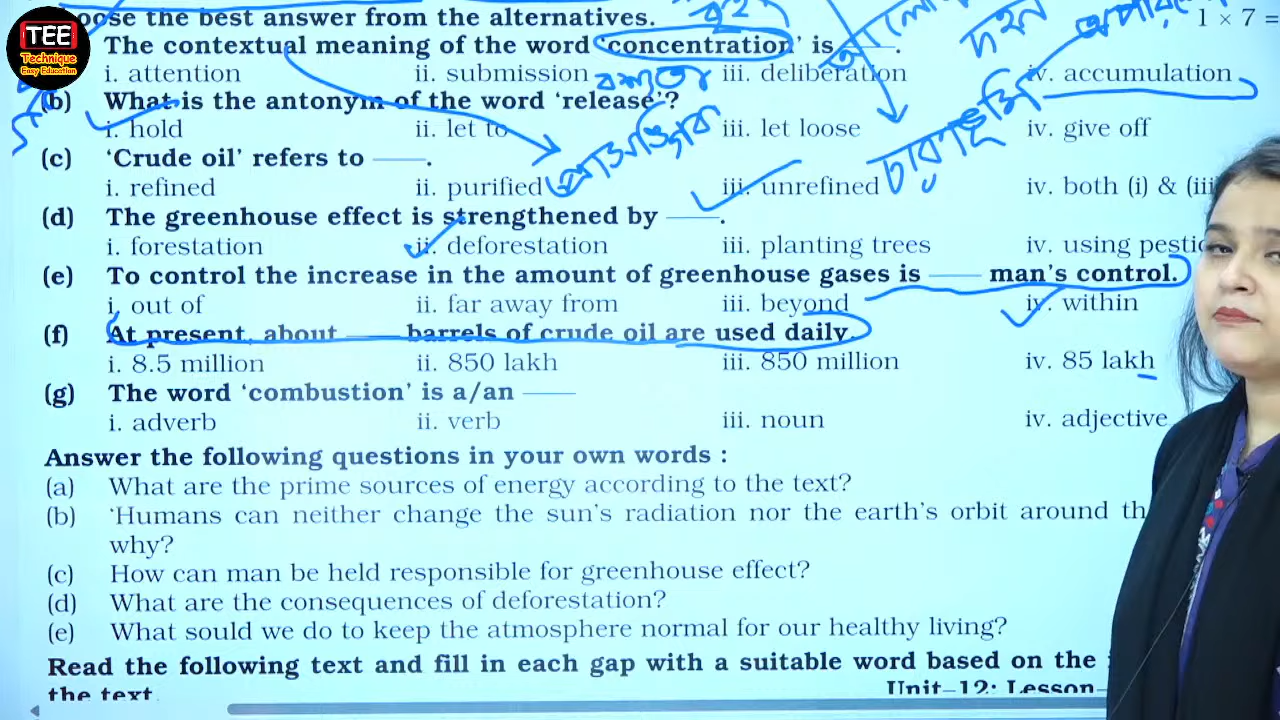 oose the best answer from the alternatives. 1 × 7 =
TEE
Technique
Easy Education
The contextual meaning of the word ‘concentration’ is ——.
i. attention ii. submission iii. deliberation iv. accumulation
(b) What is the antonym of the word ‘release’?
i. hold ii. let to iii. let loose iv. give off
(c) ‘Crude oil’ refers to ——.
i. refined ii. purified iii. unrefined iv. both (i) & (iii
(d) The greenhouse effect is strengthened by ——.
i. forestation ii. deforestation iii. planting trees iv. using pestic
(e) To control the increase in the amount of greenhouse gases is —— man’s control.
i. out of ii. far away from iii. beyond iv. within
(f) At present, about —— barrels of crude oil are used daily.
i. 8.5 million ii. 850 lakh iii. 850 million iv. 85 lakh
(g) The word ‘combustion’ is a/an ——
i. adverb ii. verb iii. noun iv. adjective
Answer the following questions in your own words :
(a) What are the prime sources of energy according to the text?
(b) ‘Humans can neither change the sun’s radiation nor the earth’s orbit around th
why?
(c) How can man be held responsible for greenhouse effect?
(d) What are the consequences of deforestation?
(e) What sould we do to keep the atmosphere normal for our healthy living?
Read the following text and fill in each gap with a suitable word based on the
the text.
Unit–12: Lesson–